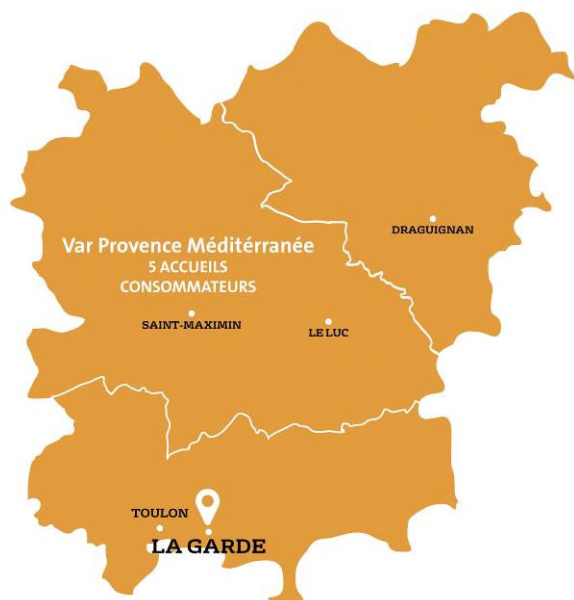 Var Provence Méditérranée
5 ACCUEILS
CONSOMMATEURS
DRAGUIGNAN
SAINT-MAXIMIN
LE LUC
TOULON
LA GARDE